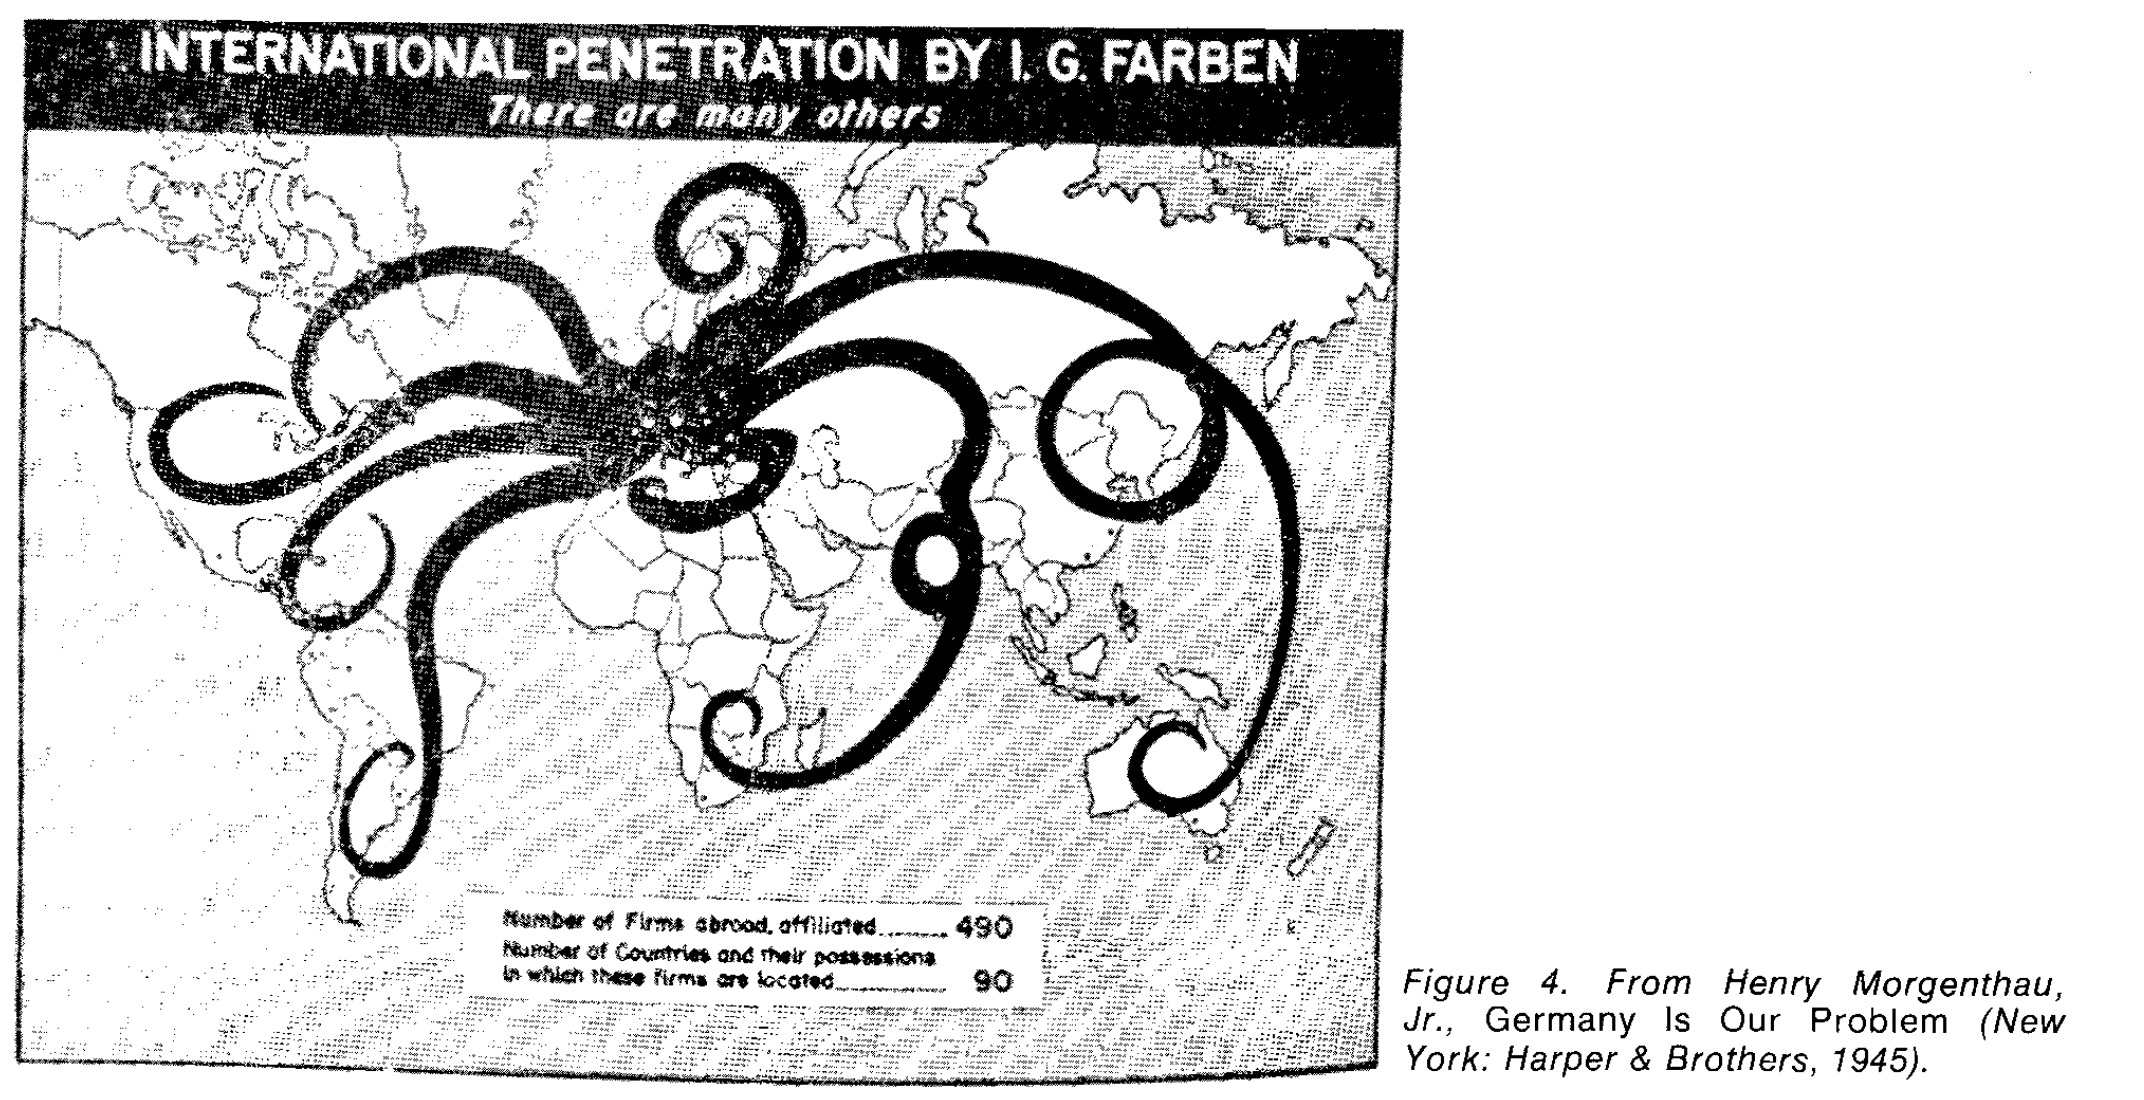 INTERNATIONAL PENETRATION BY I. G. FARBEN
There are many others
Number of Firms abroad, affiliated........ 490
Number of Countries and their possessions
in which these firms are located............ 90
Figure 4. From Henry Morgenthau,
Jr., Germany Is Our Problem (New
York: Harper & Brothers, 1945).